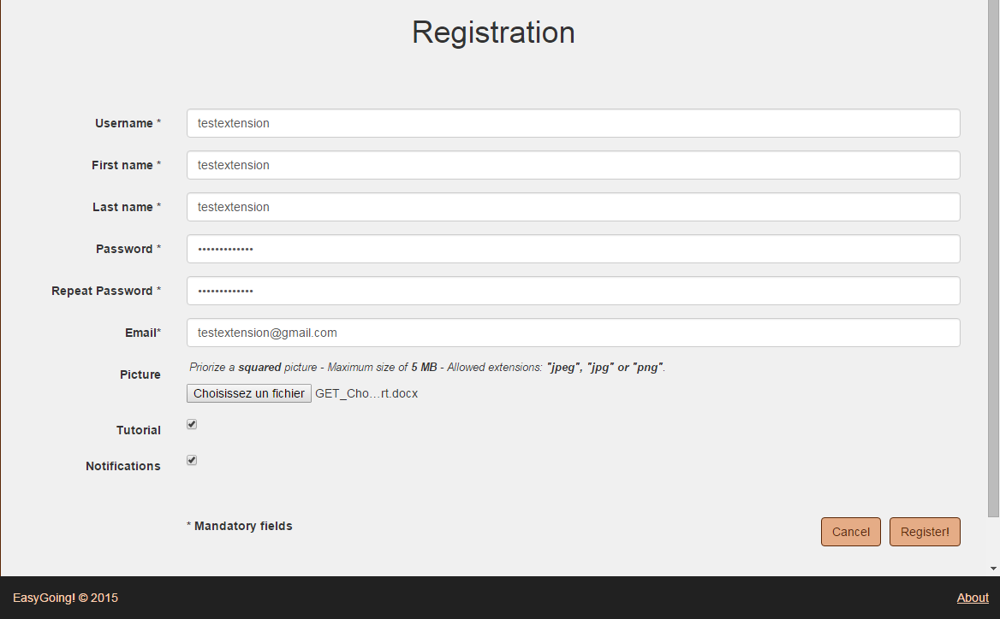 Registration
Username * testextension
First name * testextension
Last name * testextension
Password * •••••••••••••
Repeat Password * •••••••••••••
Email* testextension@gmail.com
Picture Priorize a squared picture - Maximum size of 5 MB - Allowed extensions: "jpeg", "jpg" or "png".
Choisissez un fichier GET_Cho…rt.docx
Tutorial
Notifications
* Mandatory fields Cancel Register!
EasyGoing! © 2015 About